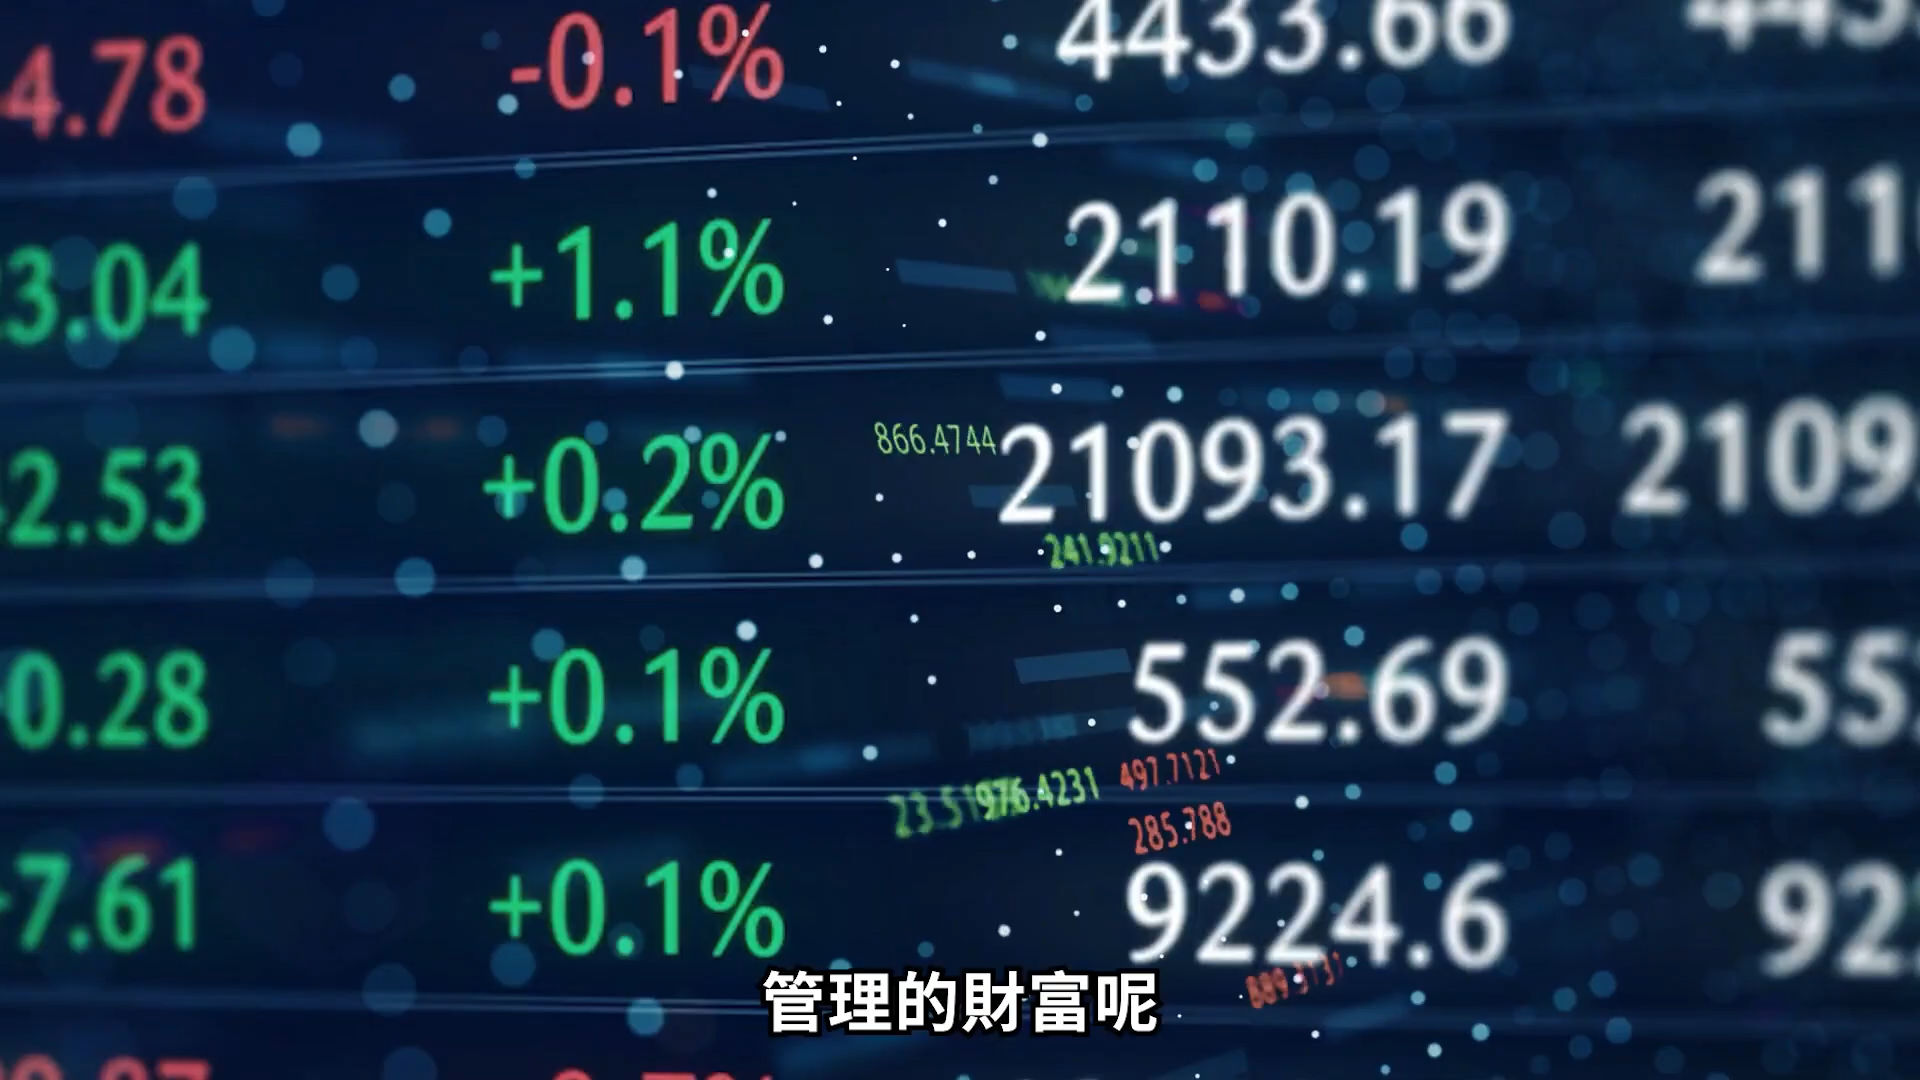 4.78 -0.1% 4433.66
3.04 +1.1% 2110.19 211
2.53 +0.2% 866.4744 21093.17 2109
241.9211
0.28 +0.1% 552.69 55
497.7121
976.4231
285.788
7.61 +0.1% 9224.6 92
管理的財富呢